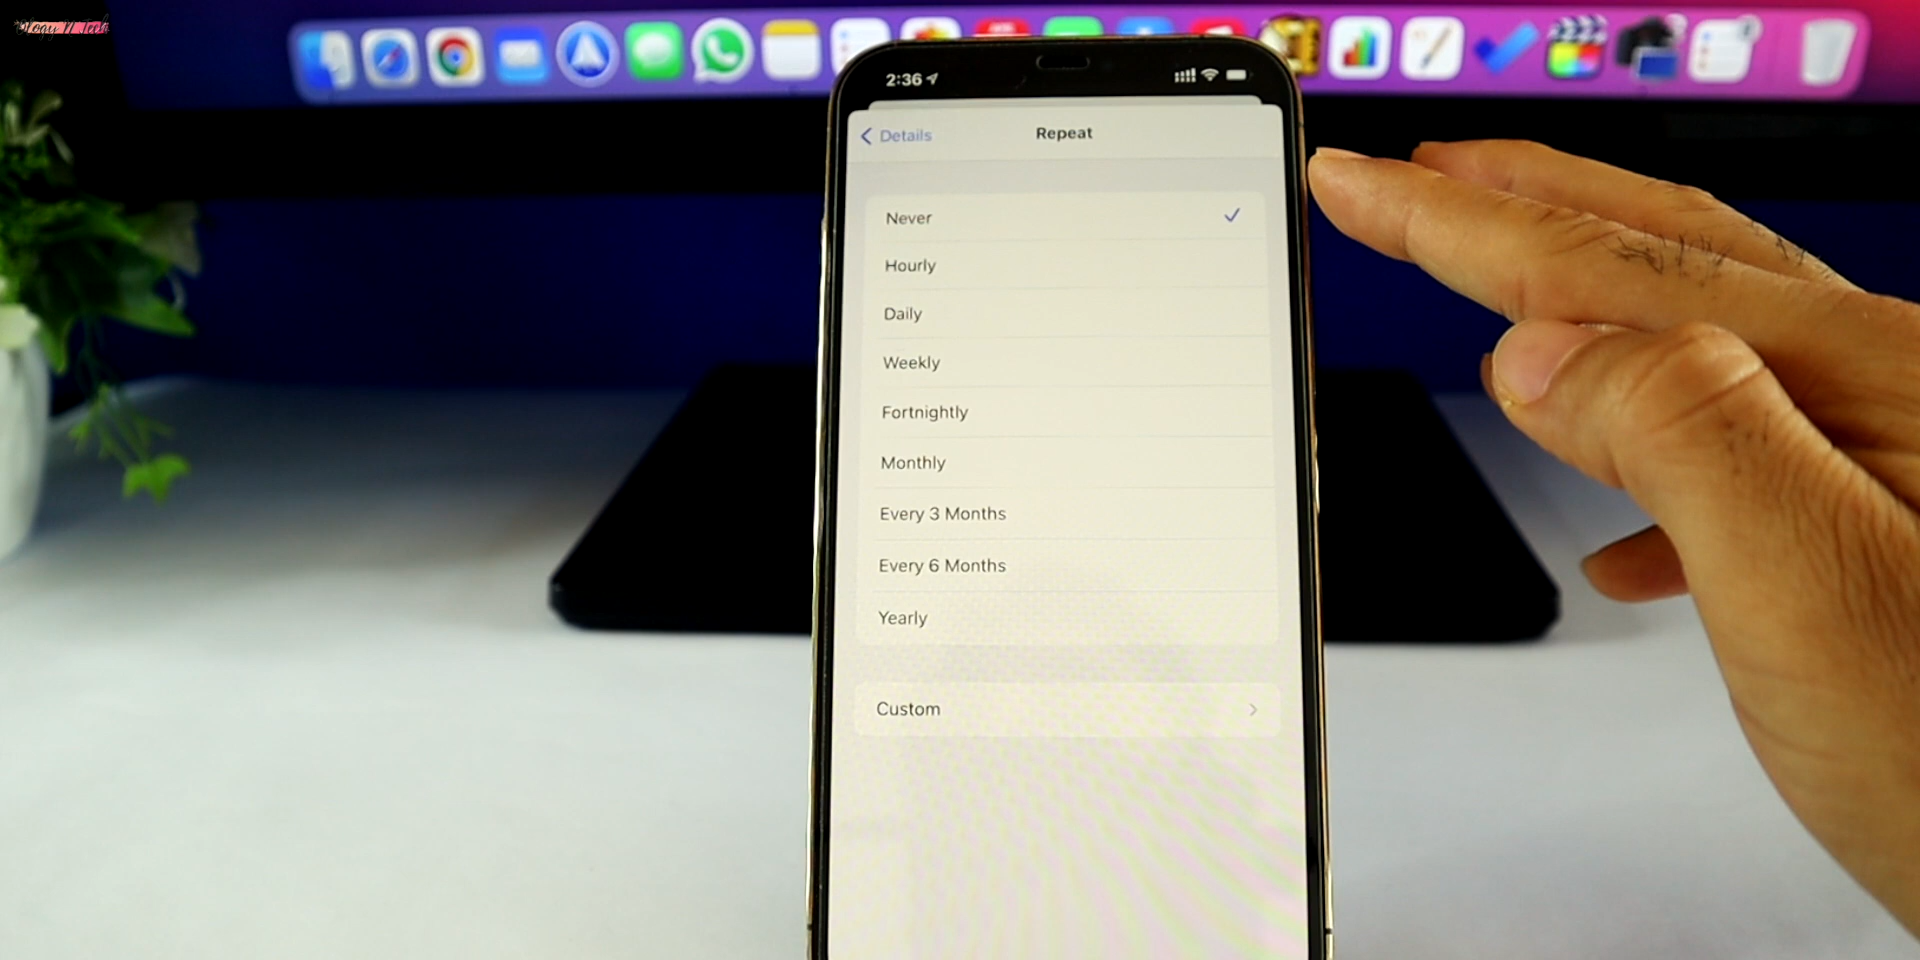 2:36
Details
Repeat
Never
Hourly
Daily
Weekly
Fortnightly
Monthly
Every 3 Months
Every 6 Months
Yearly
Custom